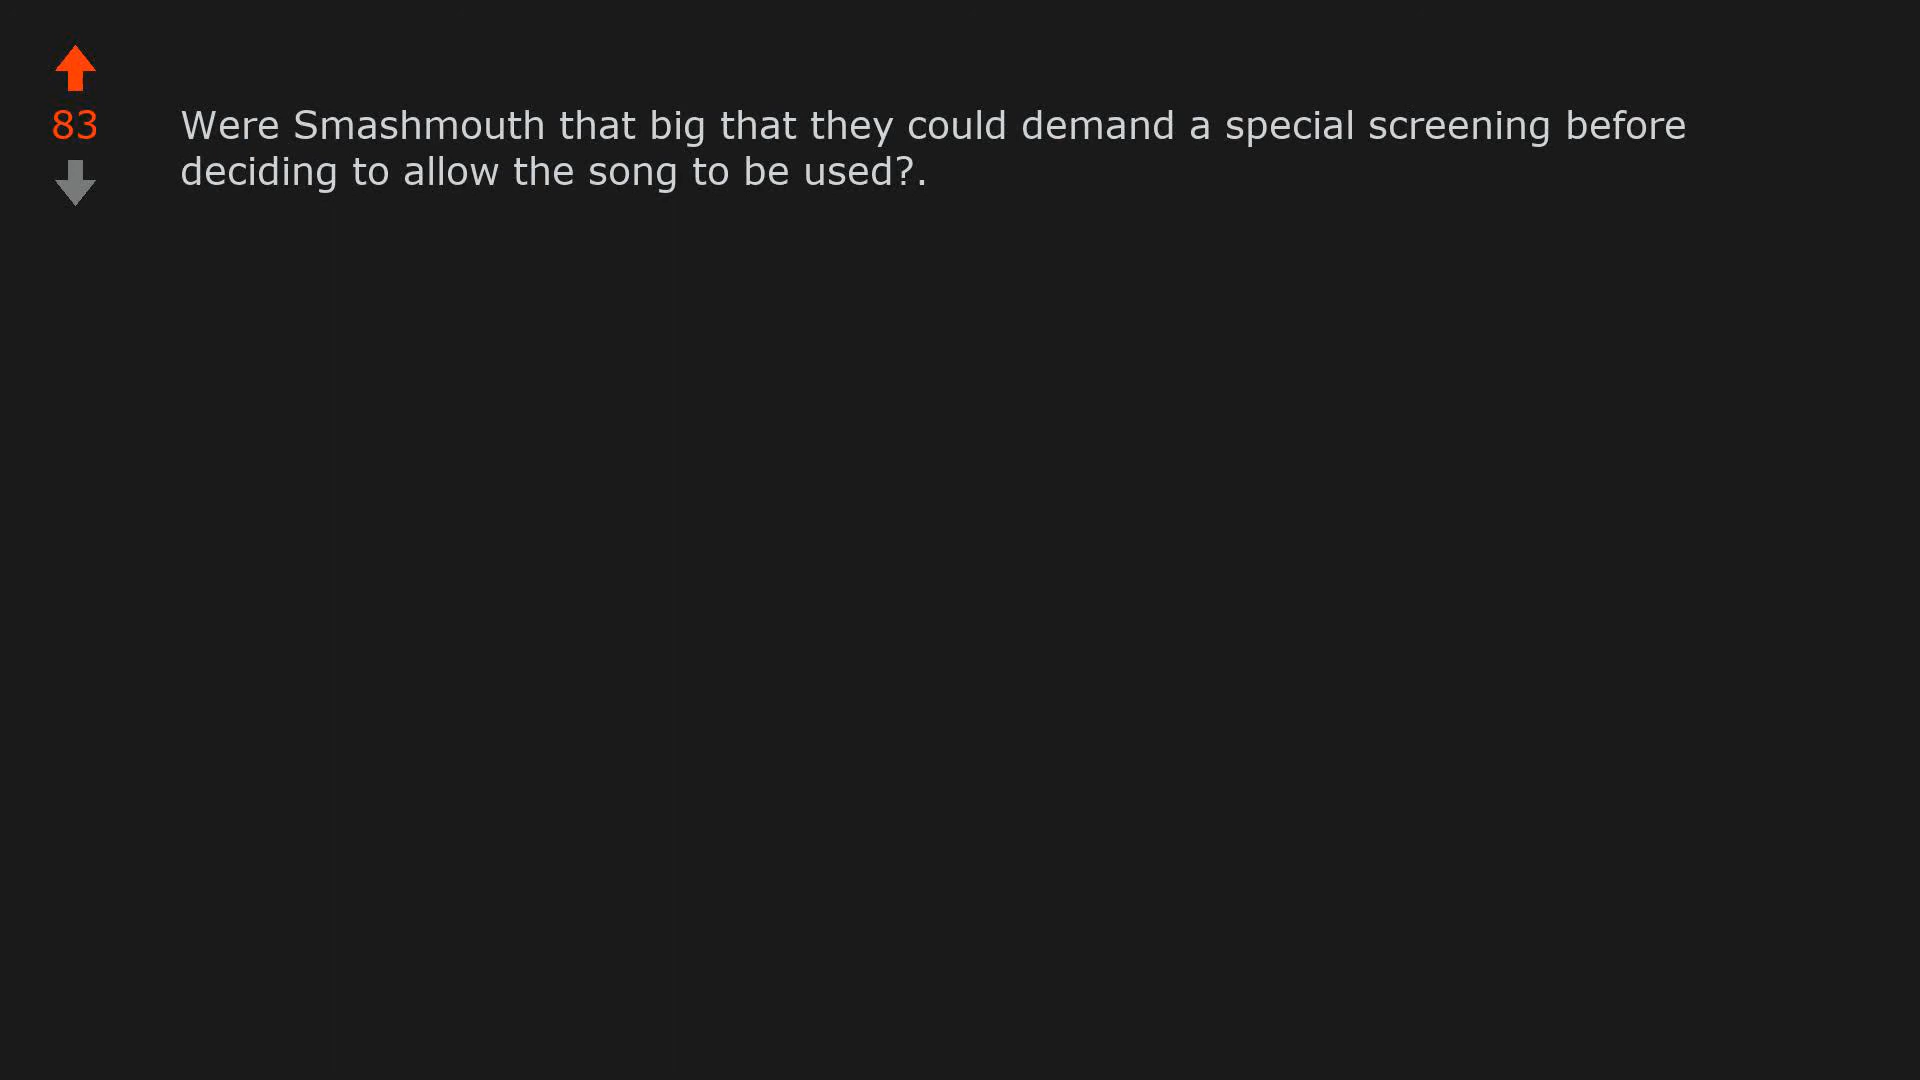 83
Were Smashmouth that big that they could demand a special screening before
deciding to allow the song to be used?.